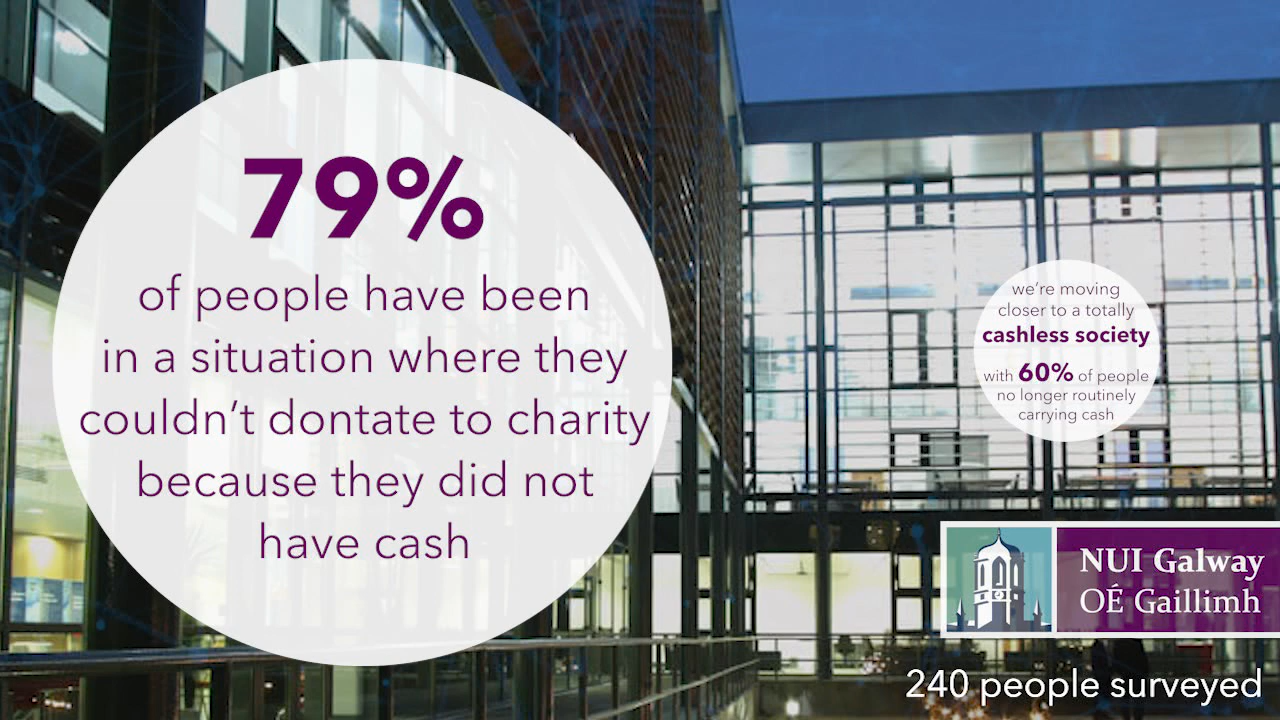 79%
of people have been
in a situation where they
couldn't dontate to charity
because they did not
have cash
we're moving
closer to a totally
cashless society
with 60% of people
no longer routinely
carrying cash
NUI Galway
OÉ Gaillimh
240 people surveyed